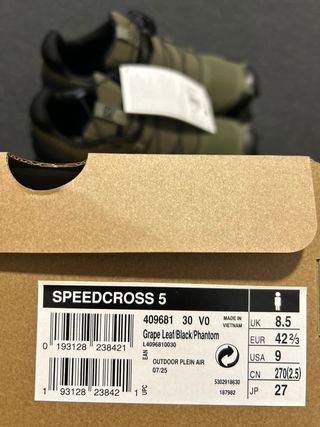 SPEEDCROSS 5
409681 30 V0
Grape Leaf/Black/Phantom
L4096810030
MADE IN
VIETNAM
0 193128 238421
EAN
OUTDOOR PLEIN AIR
07/25
1 93128 23842 1
UPC
5302918630
187982
UK 8.5
EUR 42 2/3
USA 9
CN 270(2.5)
JP 27